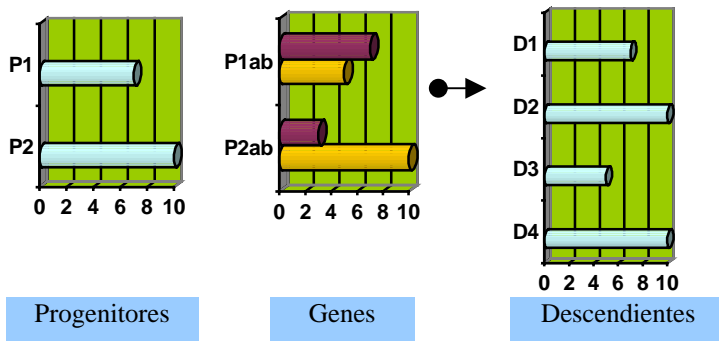 P1
P2
0 2 4 6 8 10
Progenitores
P1ab
P2ab
0 2 4 6 8 10
Genes
D1
D2
D3
D4
0 2 4 6 8 10
Descendientes